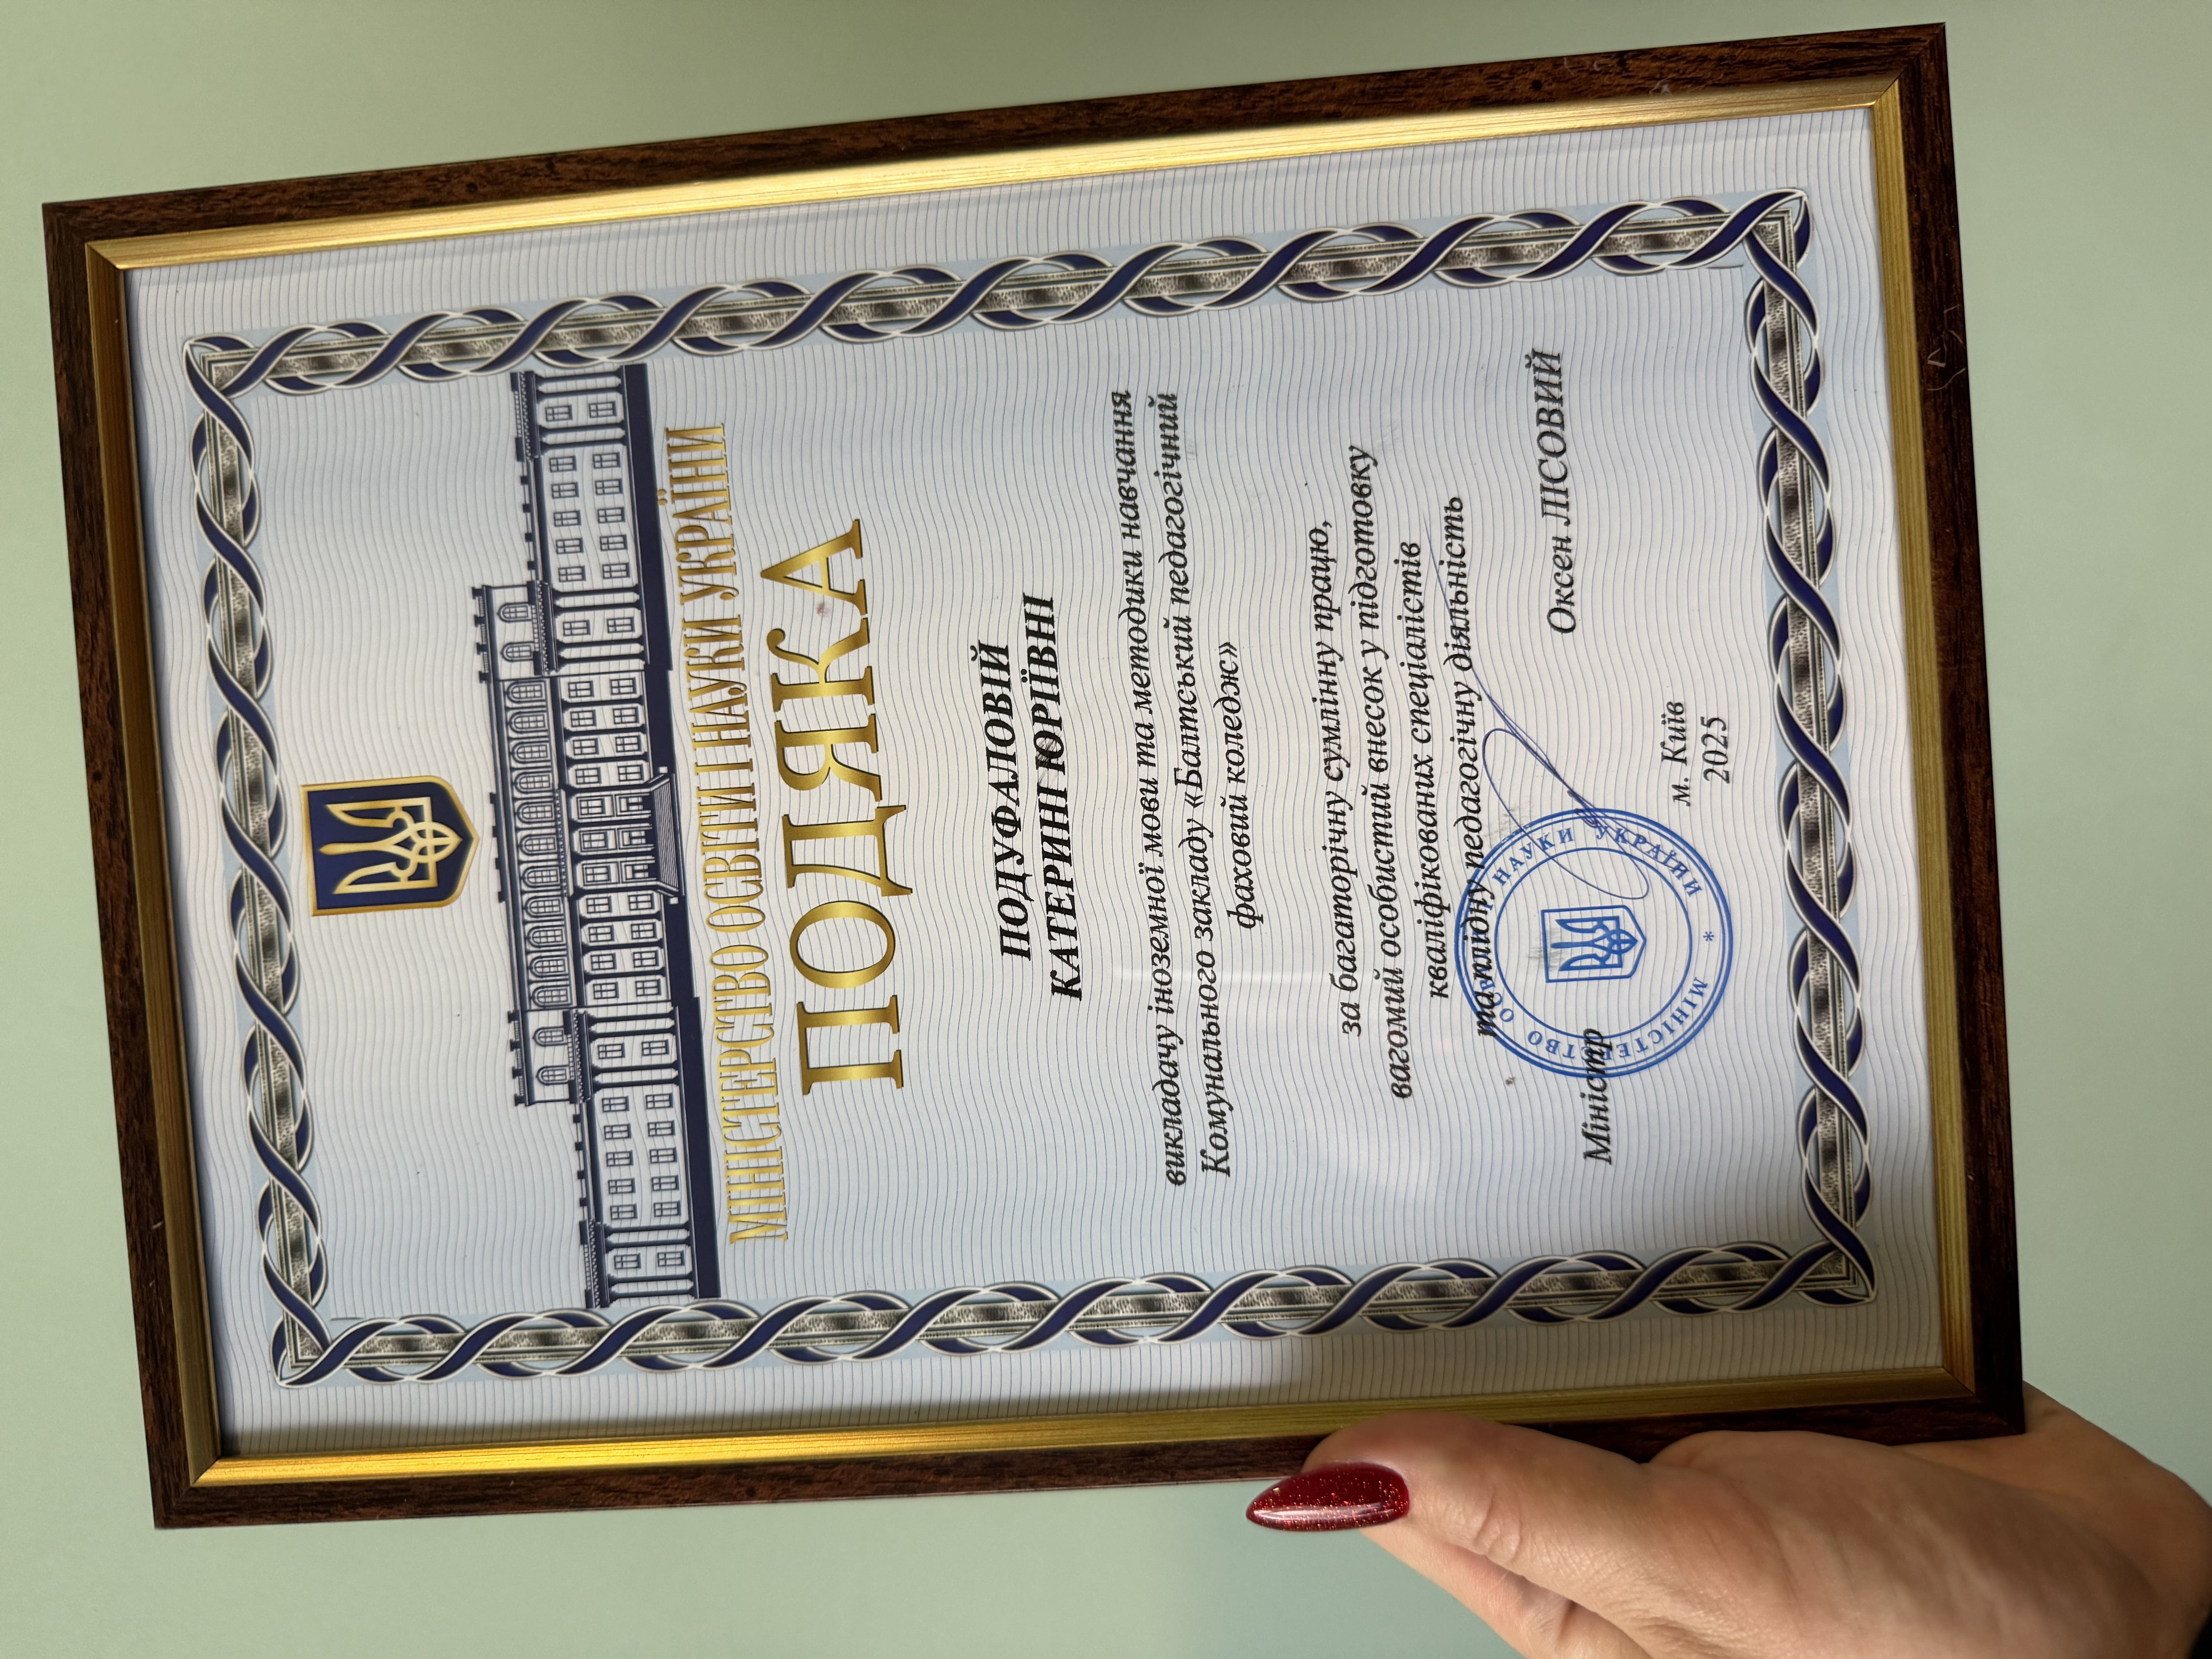 МІНІСТЕРСТВО ОСВІТИ І НАУКИ УКРАЇНИ
ПОДЯКА
ПОДУФАЛОВІЙ
КАТЕРИНІ ЮРІЇВНІ
викладачу іноземної мови та методики навчання
Комунального закладу «Балтський педагогічний
фаховий коледж»
за багаторічну сумлінну працю,
вагомий особистий внесок у підготовку
кваліфікованих спеціалістів
та плідну педагогічну діяльність
Міністр Оксен ЛІСОВИЙ
МІНІСТЕРСТВО ОСВІТИ І НАУКИ УКРАЇНИ *
м. Київ
2025